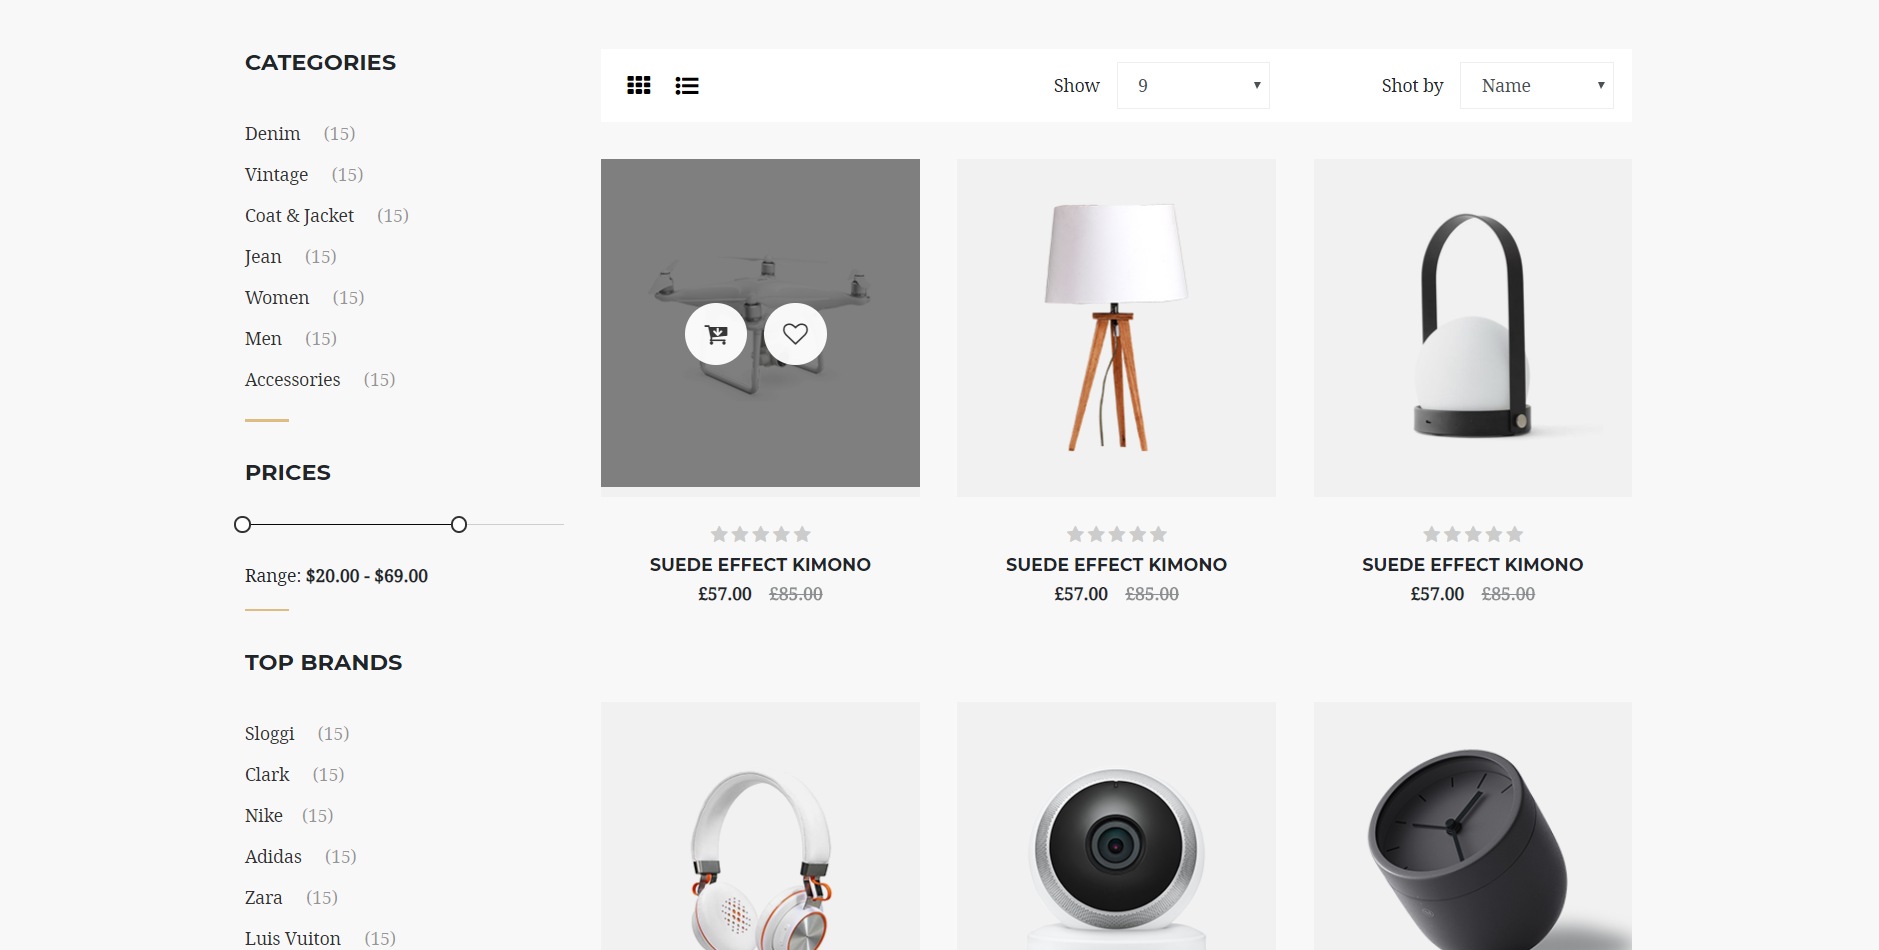 CATEGORIES
Denim (15)
Vintage (15)
Coat & Jacket (15)
Jean (15)
Women (15)
Men (15)
Accessories (15)
PRICES
Range: $20.00 - $69.00
TOP BRANDS
Sloggi (15)
Clark (15)
Nike (15)
Adidas (15)
Zara (15)
Luis Vuiton (15)
Show 9 Shot by Name
SUEDE EFFECT KIMONO
£57.00 £85.00
SUEDE EFFECT KIMONO
£57.00 £85.00
SUEDE EFFECT KIMONO
£57.00 £85.00